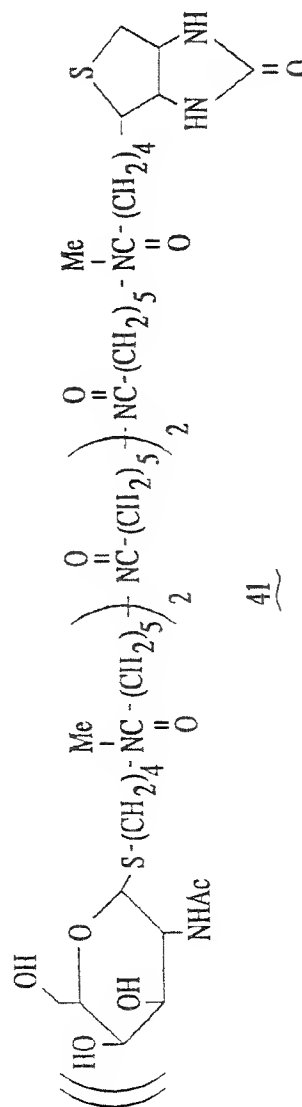 OH
O
HO
OH
NHAc
Me
S-(CH2)4-NC-(CH2)5
O
)2
O
NC-(CH2)5
)2
O
NC-(CH2)5-
Me
NC-(CH2)4
O
S
NH
HN
O
41